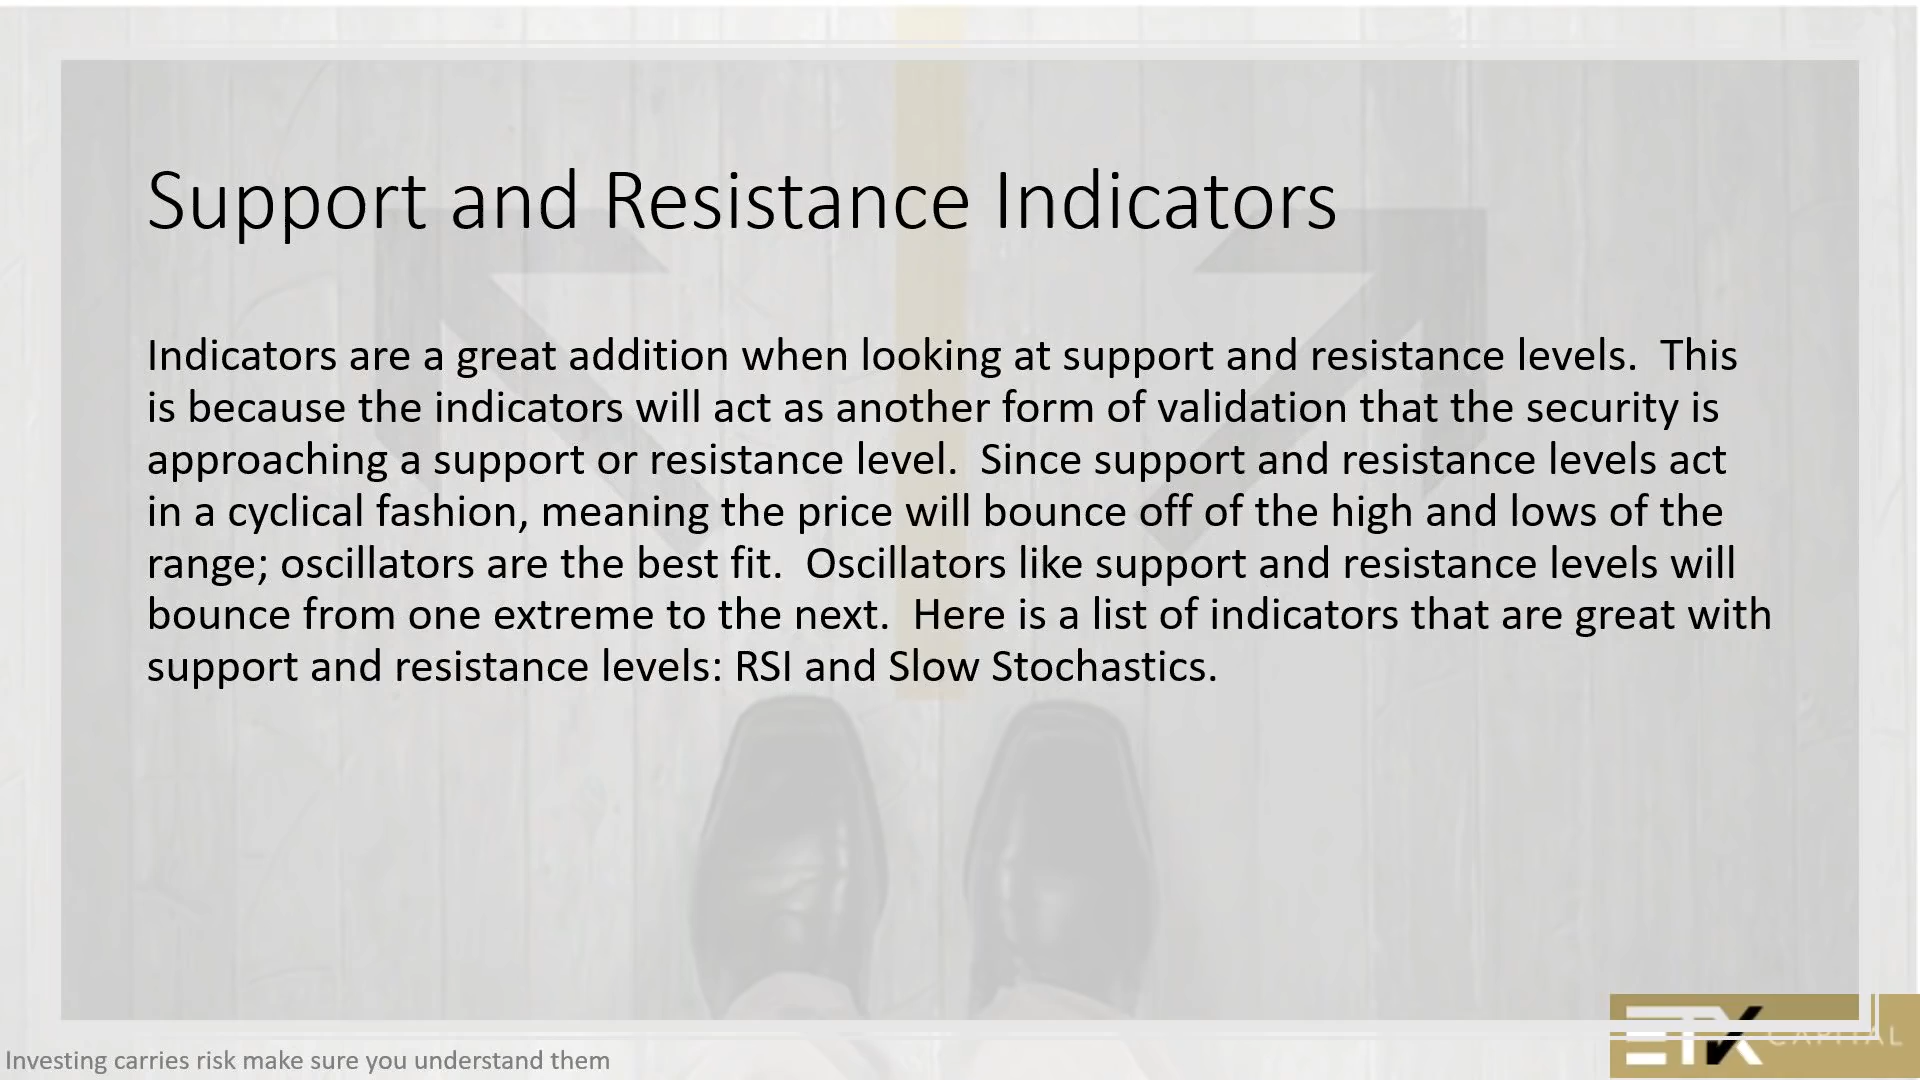 Support and Resistance Indicators
Indicators are a great addition when looking at support and resistance levels.  This
is because the indicators will act as another form of validation that the security is
approaching a support or resistance level.  Since support and resistance levels act
in a cyclical fashion, meaning the price will bounce off of the high and lows of the
range; oscillators are the best fit.  Oscillators like support and resistance levels will
bounce from one extreme to the next.  Here is a list of indicators that are great with
support and resistance levels: RSI and Slow Stochastics.
ETX CAPITAL
Investing carries risk make sure you understand them